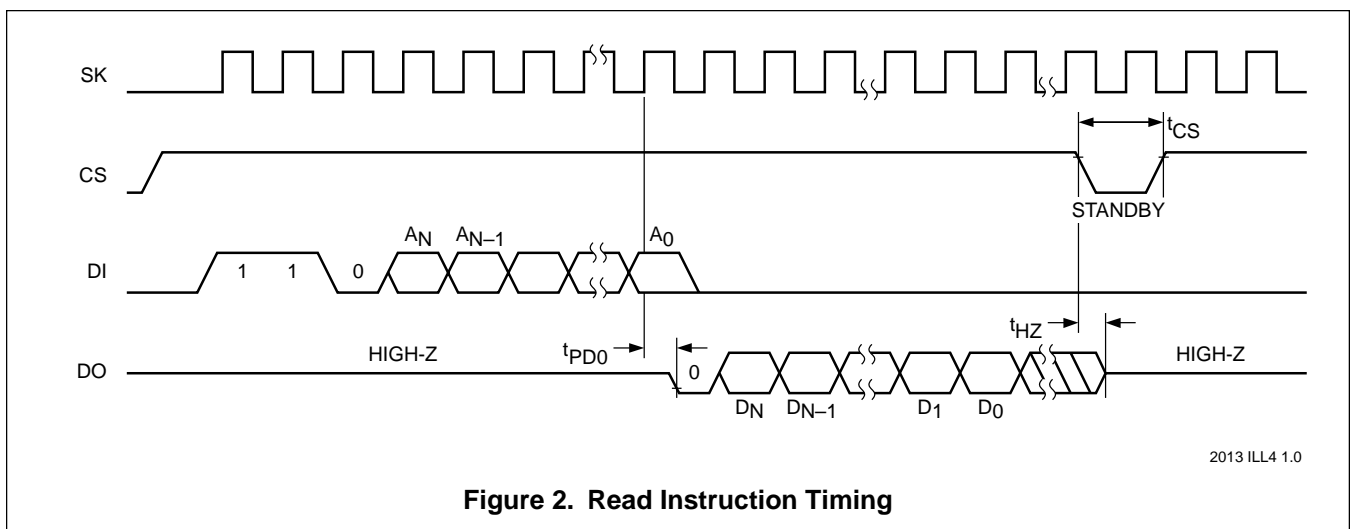 SK
t_CS
CS
STANDBY
A_N A_N–1 A_0
DI 1 1 0
t_HZ
HIGH-Z t_PD0 HIGH-Z
DO 0
D_N D_N–1 D_1 D_0
2013 ILL4 1.0
Figure 2. Read Instruction Timing